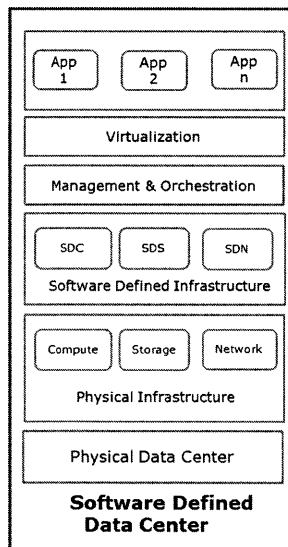 App 1
App 2
App n
Virtualization
Management & Orchestration
SDC
SDS
SDN
Software Defined Infrastructure
Compute
Storage
Network
Physical Infrastructure
Physical Data Center
Software Defined
Data Center